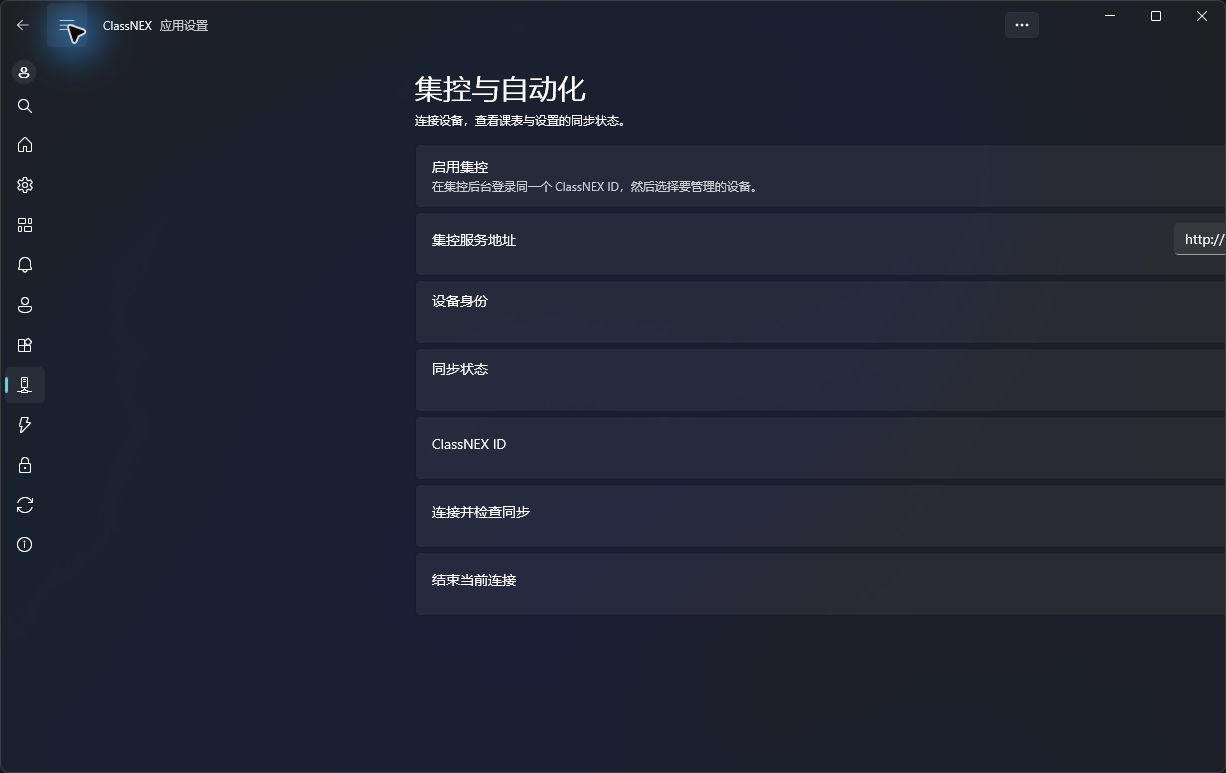 ClassNEX 应用设置
集控与自动化
连接设备，查看课表与设置的同步状态。
启用集控
在集控后台登录同一个 ClassNEX ID，然后选择要管理的设备。
集控服务地址
http://
设备身份
同步状态
ClassNEX ID
连接并检查同步
结束当前连接